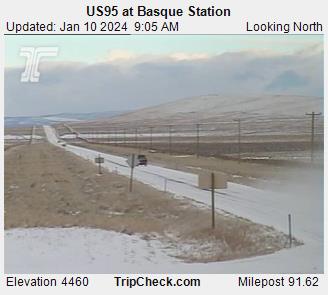 US95 at Basque Station
Updated: Jan 10 2024  9:05 AM Looking North
Elevation 4460 TripCheck.com Milepost 91.62